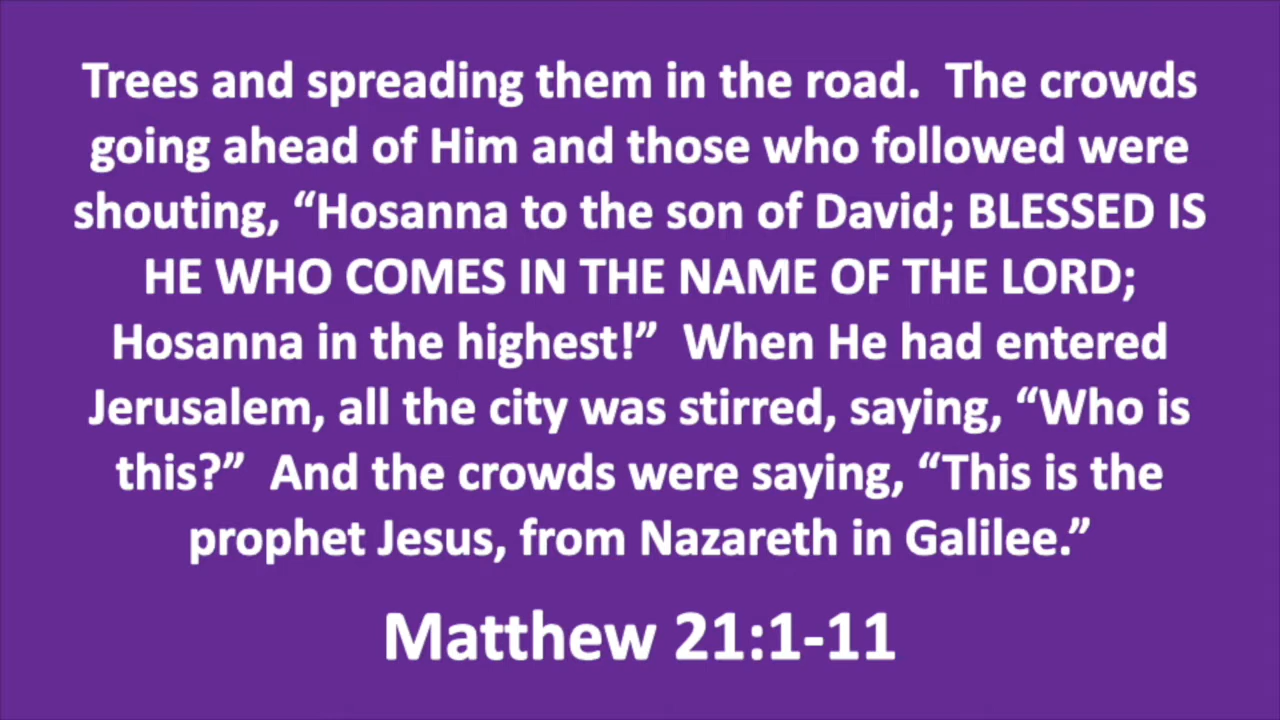 Trees and spreading them in the road.  The crowds
going ahead of Him and those who followed were
shouting, “Hosanna to the son of David; BLESSED IS
HE WHO COMES IN THE NAME OF THE LORD;
Hosanna in the highest!”  When He had entered
Jerusalem, all the city was stirred, saying, “Who is
this?”  And the crowds were saying, “This is the
prophet Jesus, from Nazareth in Galilee.”
Matthew 21:1-11